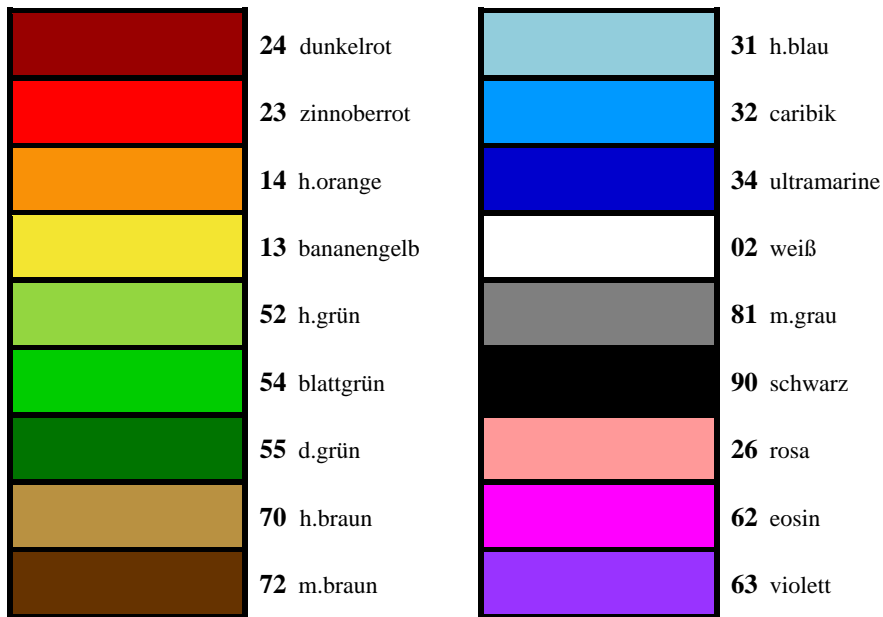 24 dunkelrot
23 zinnoberrot
14 h.orange
13 bananengelb
52 h.grün
54 blattgrün
55 d.grün
70 h.braun
72 m.braun
31 h.blau
32 caribik
34 ultramarine
02 weiß
81 m.grau
90 schwarz
26 rosa
62 eosin
63 violett